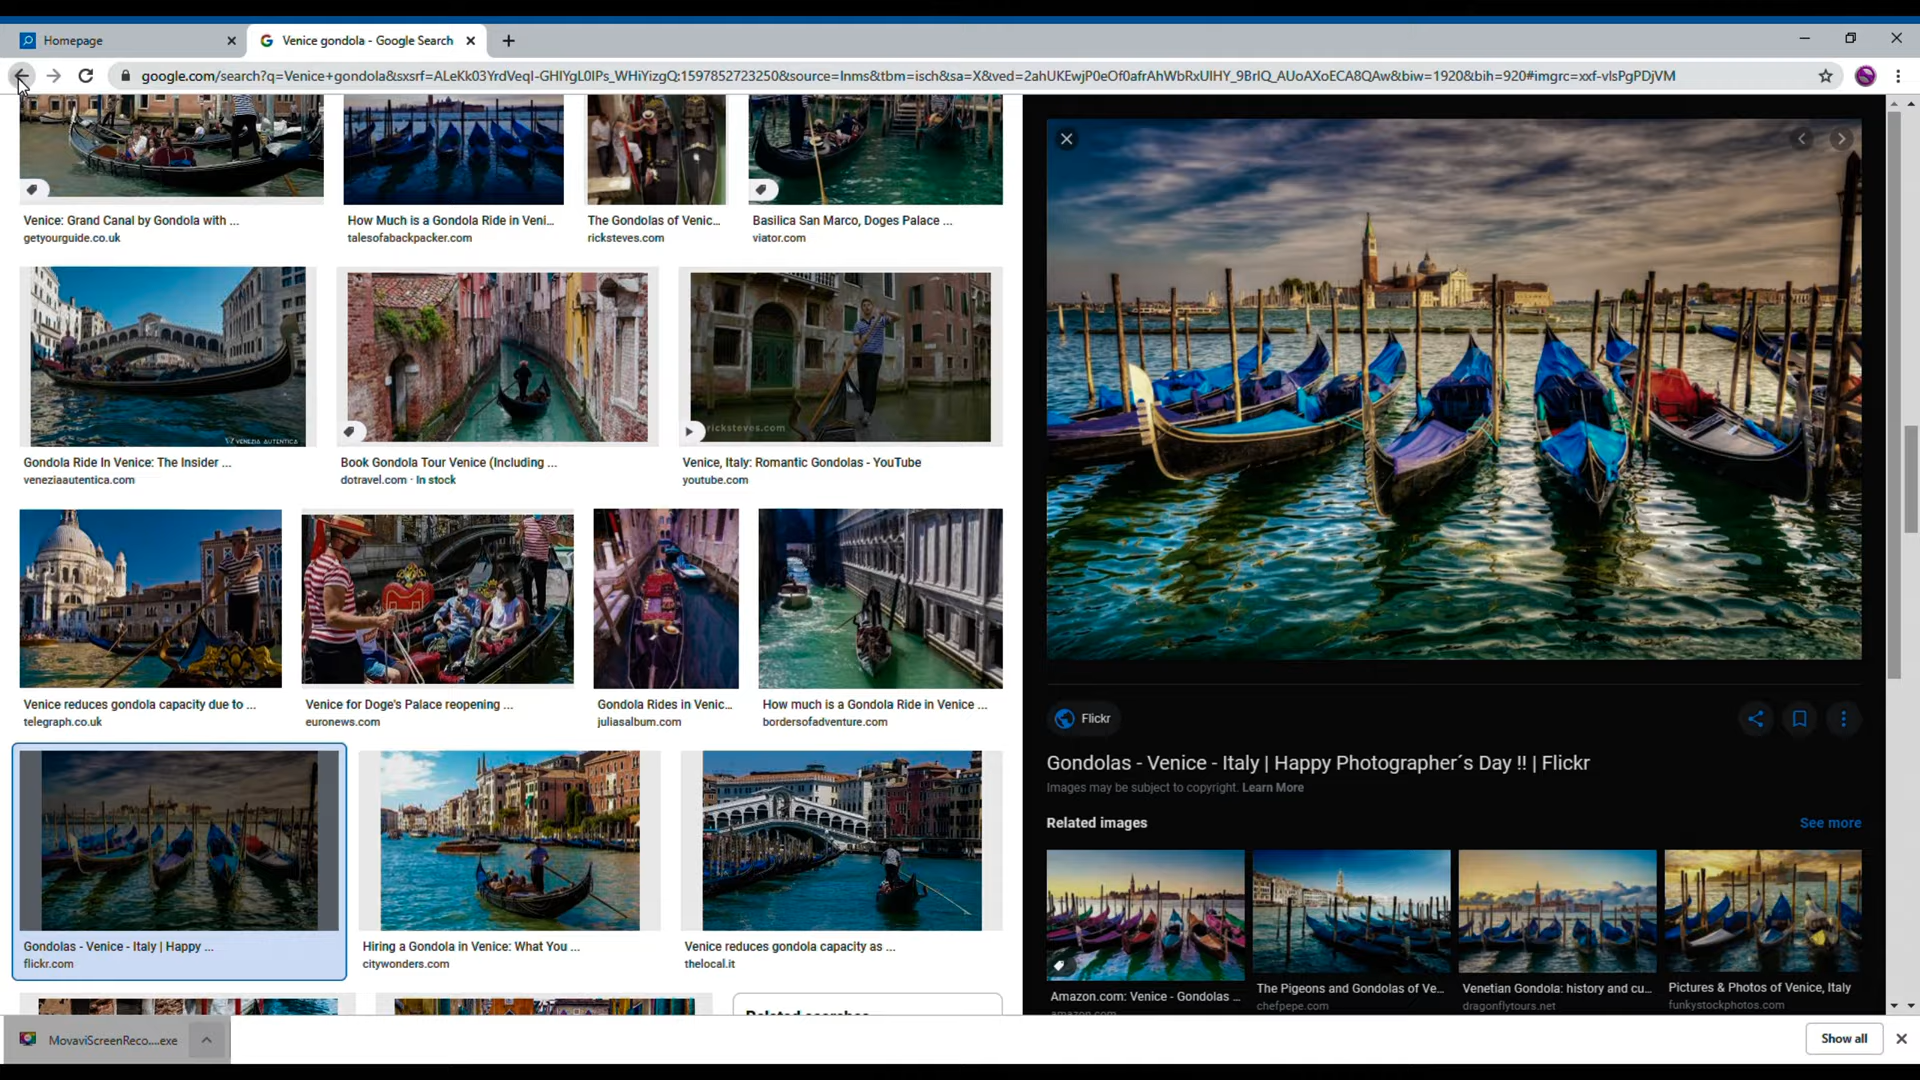 Homepage
Venice gondola - Google Search
google.com/search?q=Venice+gondola&sxsrf=ALeKk03YrdVeqI-GHIYgL0IPs_WHiYizgQ:1597852723250&source=lnms&tbm=isch&sa=X&ved=2ahUKEwjP0eOf0afrAhWbRxUIHY_9BrIQ_AUoAXoECA8QAw&biw=1920&bih=920#imgrc=xxf-vlsPgPDjVM
Venice: Grand Canal by Gondola with ...
getyourguide.co.uk
How Much is a Gondola Ride in Veni...
talesofabackpacker.com
The Gondolas of Venic...
ricksteves.com
Basilica San Marco, Doges Palace ...
viator.com
VENEZIA AUTENTICA
ricksteves.com
Gondola Ride In Venice: The Insider ...
veneziaautentica.com
Book Gondola Tour Venice (Including ...
dotravel.com · In stock
Venice, Italy: Romantic Gondolas - YouTube
youtube.com
Venice reduces gondola capacity due to ...
telegraph.co.uk
Venice for Doge's Palace reopening ...
euronews.com
Gondola Rides in Venic...
juliasalbum.com
How much is a Gondola Ride in Venice ...
bordersofadventure.com
Gondolas - Venice - Italy | Happy ...
flickr.com
Hiring a Gondola in Venice: What You ...
citywonders.com
Venice reduces gondola capacity as ...
thelocal.it
Related searches
Flickr
Gondolas - Venice - Italy | Happy Photographer´s Day !! | Flickr
Images may be subject to copyright. Learn More
Related images
See more
Amazon.com: Venice - Gondolas ...
amazon.com
The Pigeons and Gondolas of Ve...
chefpepe.com
Venetian Gondola: history and cu...
dragonflytours.net
Pictures & Photos of Venice, Italy
funkystockphotos.com
MovaviScreenReco....exe
Show all